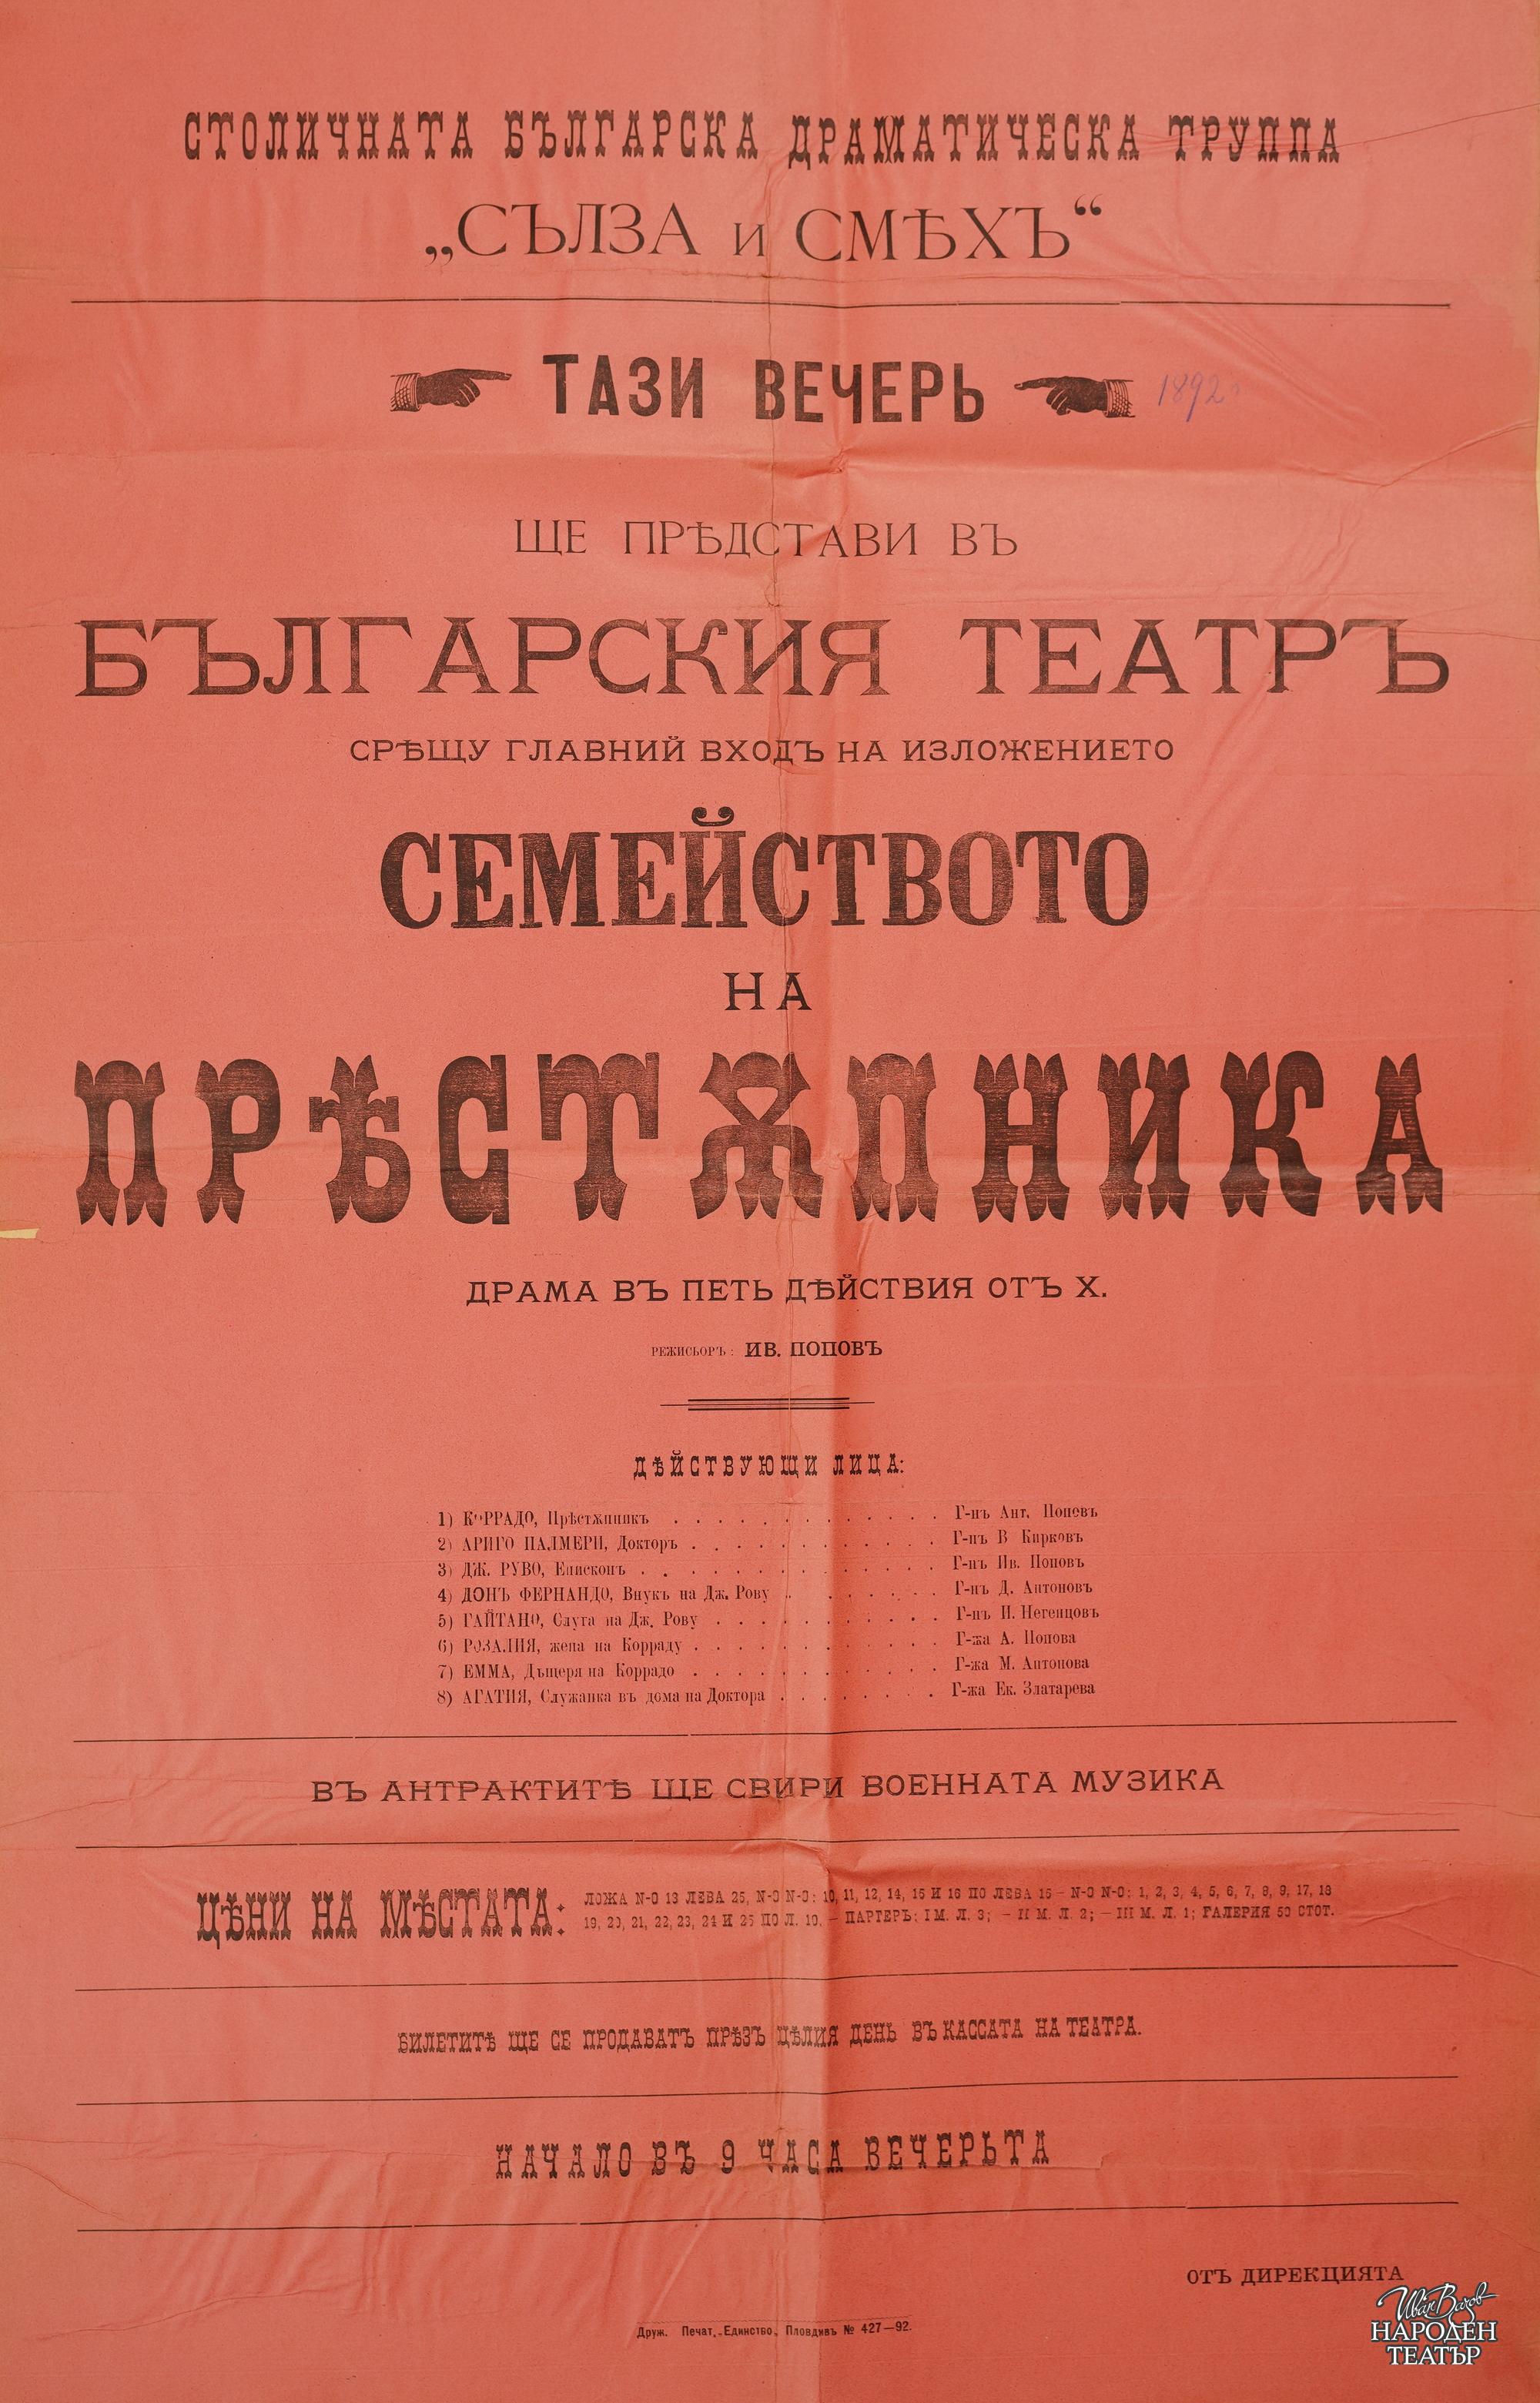 СТОЛИЧНАТА БЪЛГАРСКА ДРАМАТИЧЕСКА ТРУППА
„СЪЛЗА и СМѢХЪ“
ТАЗИ ВЕЧЕРЬ 1892
ЩЕ ПРѢДСТАВИ ВЪ
БЪЛГАРСКИЯ ТЕАТРЪ
СРѢЩУ ГЛАВНИЙ ВХОДЪ НА ИЗЛОЖЕНИЕТО
СЕМЕЙСТВОТО
НА
ПРѢСТѪПНИКА
ДРАМА ВЪ ПЕТЬ ДѢЙСТВИЯ ОТЪ Х.
РЕЖИСЬОРЪ: ИВ. ПОПОВЪ
ДѢЙСТВУЮЩИ ЛИЦА:
1) КОРРАДО, Прѣстѫпникъ . . . . . . . . . . . . Г-нъ Ант. Поповъ
2) АРИГО ПАЛМЕРИ, Докторъ . . . . . . . . . . . Г-нъ В Кирковъ
3) ДЖ. РУВО, Епископъ . . . . . . . . . . . . . Г-нъ Ив. Поповъ
4) ДОНЪ ФЕРНАНДО, Внукъ на Дж. Рову . . . . . . . Г-нъ Д. Антоновъ
5) ГАЙТАНО, Слуга на Дж. Рову . . . . . . . . . . Г-нъ И. Негенцовъ
6) РОЗАЛИЯ, жена на Корраду . . . . . . . . . . . Г-жа А. Попова
7) ЕММА, Дъщеря на Коррадо . . . . . . . . . . . Г-жа М. Антонова
8) АГАТИЯ, Служанка въ дома на Доктора . . . . . . . Г-жа Ек. Златарева
ВЪ АНТРАКТИТѢ ЩЕ СВИРИ ВОЕННАТА МУЗИКА
ЦѢНИ НА МѢСТАТА: ЛОЖА N-O 13 ЛЕВА 25, N-O N-O: 10, 11, 12, 14, 15 И 16 ПО ЛЕВА 15 — N-O N-O: 1, 2, 3, 4, 5, 6, 7, 8, 9, 17, 18
19, 20, 21, 22, 23, 24 И 25 ПО Л. 10. — ПАРТЕРЪ: I М. Л. 3; — II М. Л. 2; — III М. Л. 1; ГАЛЕРИЯ 50 СТОТ.
БИЛЕТИТѢ ЩЕ СЕ ПРОДАВАТЪ ПРѢЗЪ ЦѢЛИЯ ДЕНЬ ВЪ КАССАТА НА ТЕАТРА.
НАЧАЛО ВЪ 9 ЧАСА ВЕЧЕРЬТА
ОТЪ ДИРЕКЦИЯТА
Друж. Печат. „Единство„ Пловдивъ № 427—92.
Иван Вазов
НАРОДЕН
ТЕАТЪР